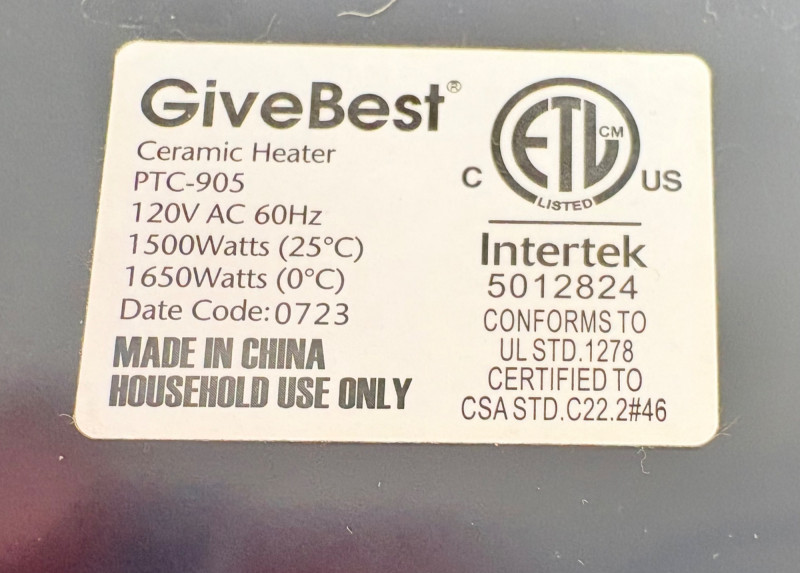 GiveBest®
Ceramic Heater
PTC-905
120V AC 60Hz
1500Watts (25°C)
1650Watts (0°C)
Date Code:0723
MADE IN CHINA
HOUSEHOLD USE ONLY
ETL CM
LISTED
C US
Intertek
5012824
CONFORMS TO
UL STD.1278
CERTIFIED TO
CSA STD.C22.2#46